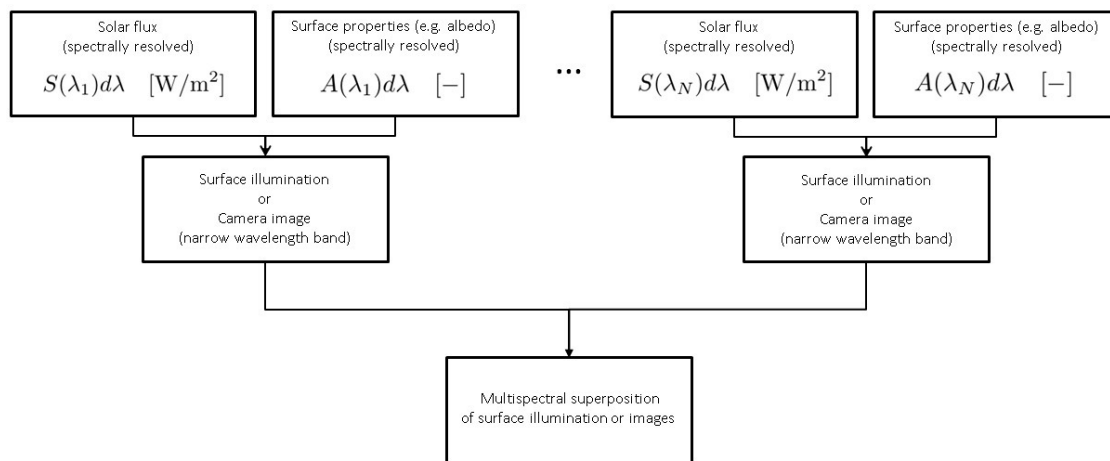 Solar flux
(spectrally resolved)
S(λ₁)dλ [W/m²]
Surface properties (e.g. albedo)
(spectrally resolved)
A(λ₁)dλ [−]
...
Solar flux
(spectrally resolved)
S(λ_N)dλ [W/m²]
Surface properties (e.g. albedo)
(spectrally resolved)
A(λ_N)dλ [−]
Surface illumination
or
Camera image
(narrow wavelength band)
Surface illumination
or
Camera image
(narrow wavelength band)
Multispectral superposition
of surface illumination or images